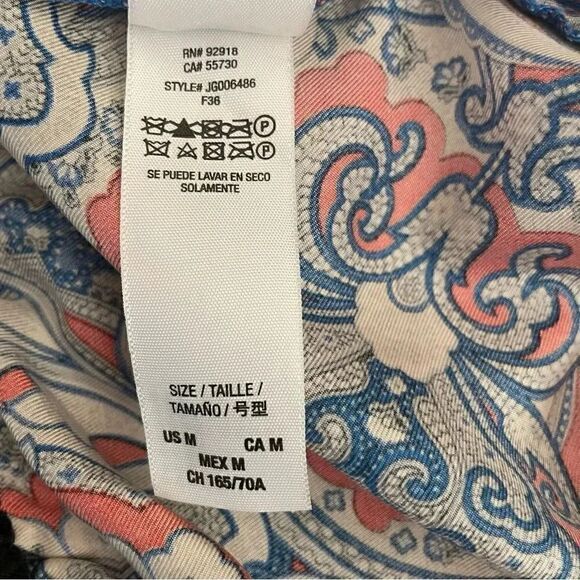 RN# 92918
CA# 55730
STYLE# JG006486
F36
P
P
SE PUEDE LAVAR EN SECO
SOLAMENTE
SIZE / TAILLE /
TAMAÑO / 号型
US M CA M
MEX M
CH 165/70A